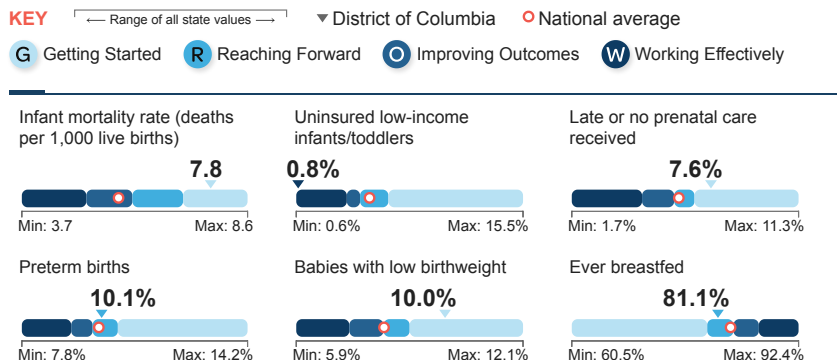 KEY Range of all state values District of Columbia National average
G Getting Started R Reaching Forward O Improving Outcomes W Working Effectively
Infant mortality rate (deaths
per 1,000 live births)
7.8
Min: 3.7 Max: 8.6
Uninsured low-income
infants/toddlers
0.8%
Min: 0.6% Max: 15.5%
Late or no prenatal care
received
7.6%
Min: 1.7% Max: 11.3%
Preterm births
10.1%
Min: 7.8% Max: 14.2%
Babies with low birthweight
10.0%
Min: 5.9% Max: 12.1%
Ever breastfed
81.1%
Min: 60.5% Max: 92.4%